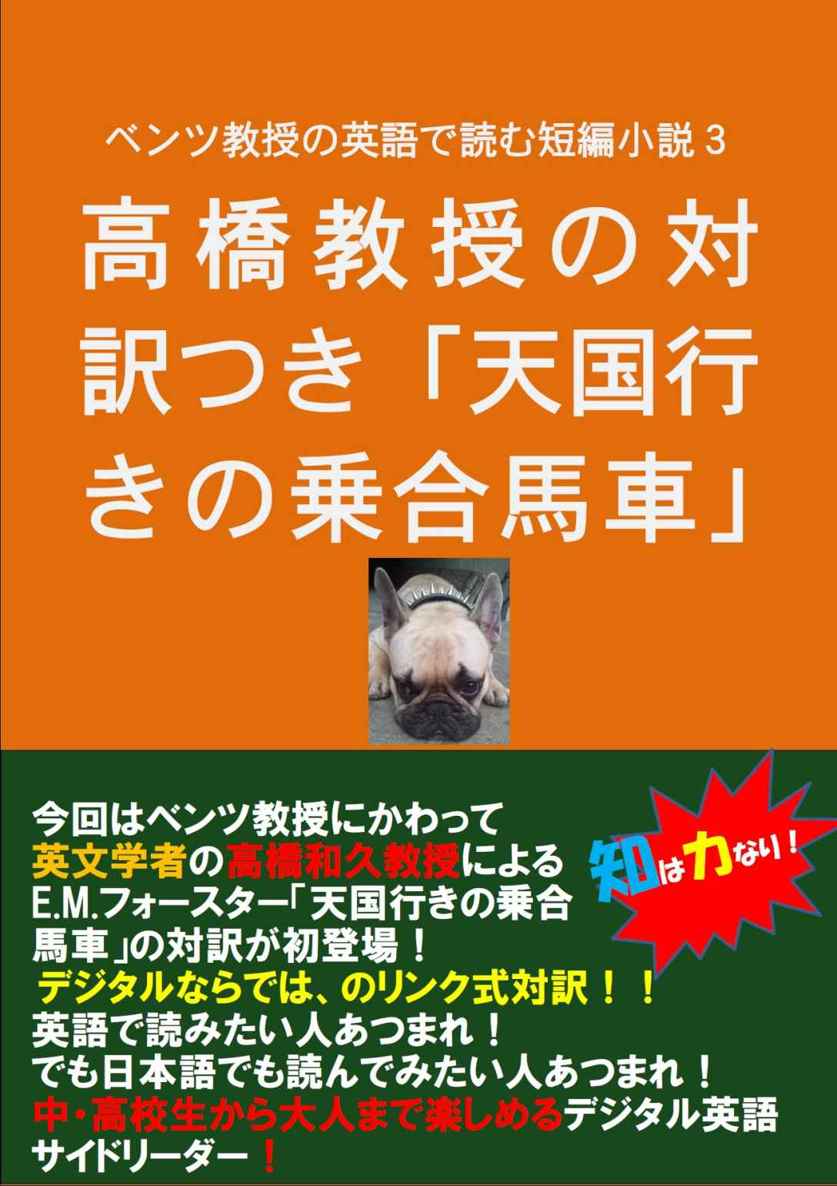 ベンツ教授の英語で読む短編小説3
高橋教授の対
訳つき「天国行
きの乗合馬車」
今回はベンツ教授にかわって
英文学者の高橋和久教授による
E.M.フォースター「天国行きの乗合
馬車」の対訳が初登場！
デジタルならでは、のリンク式対訳！！
英語で読みたい人あつまれ！
でも日本語でも読んでみたい人あつまれ！
中・高校生から大人まで楽しめるデジタル英語
サイドリーダー！
知は力なり！